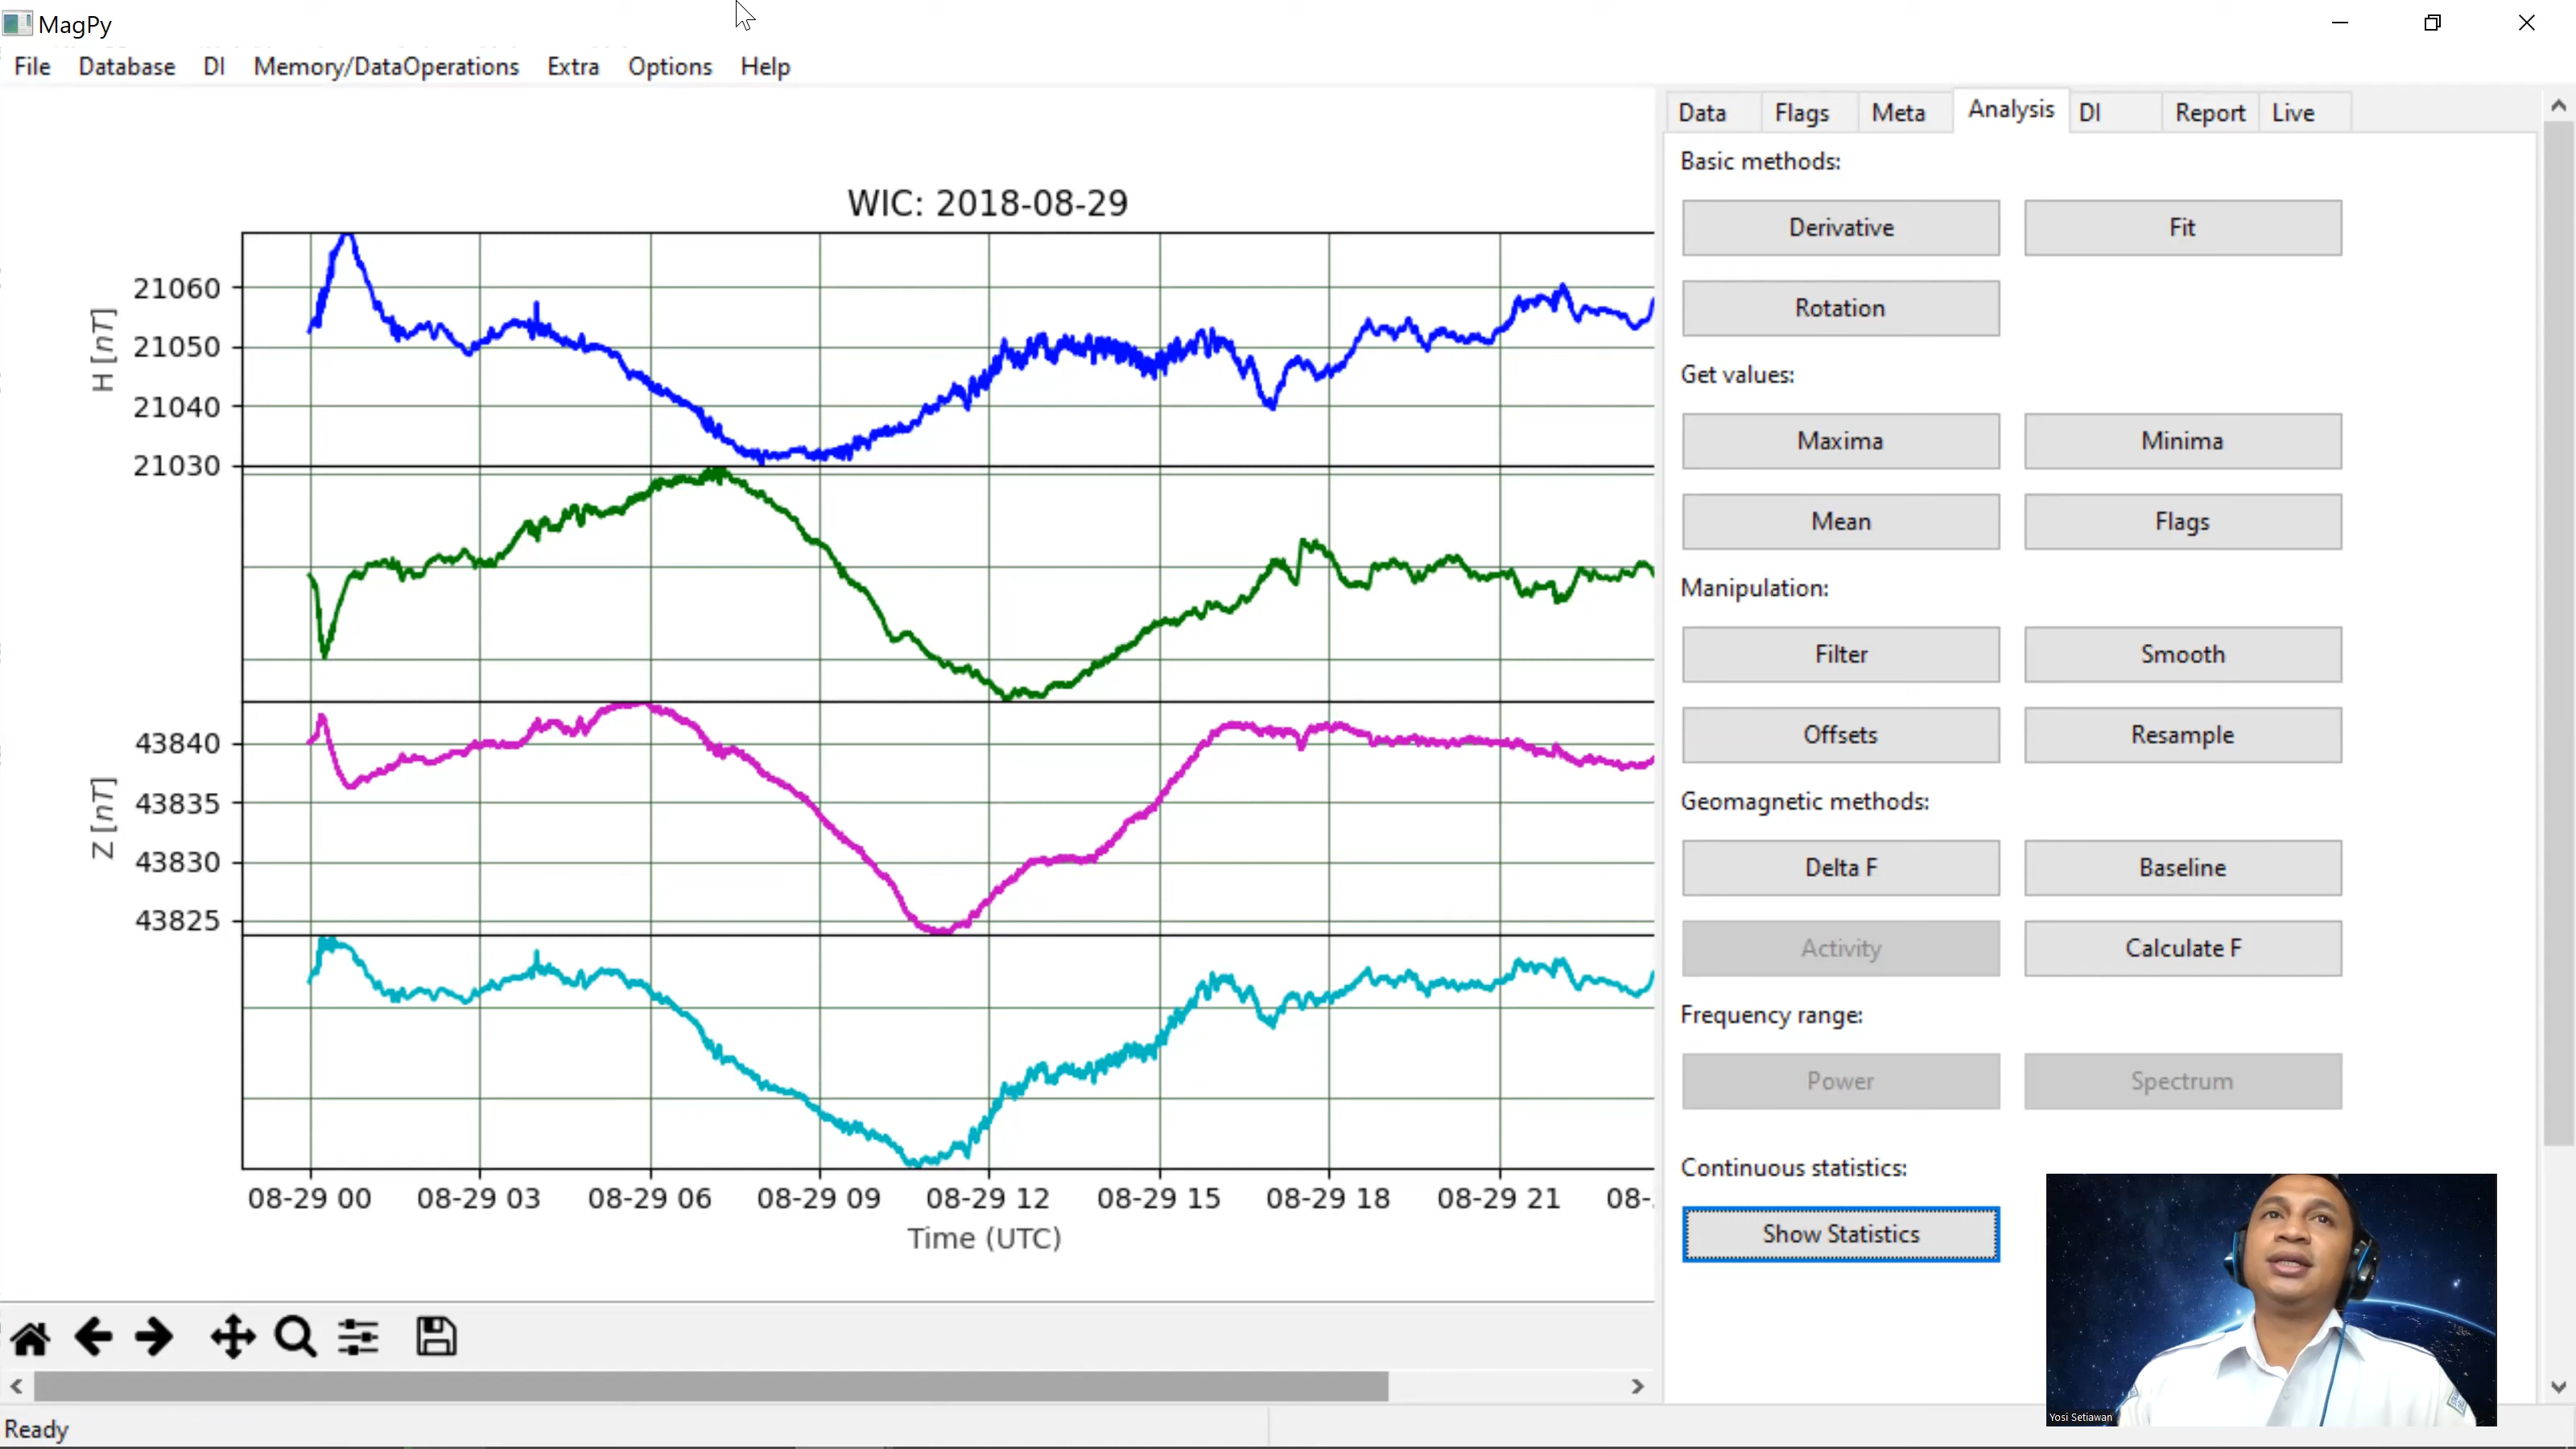 MagPy
File Database DI Memory/DataOperations Extra Options Help
Data Flags Meta Analysis DI Report Live
WIC: 2018-08-29
H [nT]
21060
21050
21040
21030
Z [nT]
43840
43835
43830
43825
08-29 00 08-29 03 08-29 06 08-29 09 08-29 12 08-29 15 08-29 18 08-29 21 08-
Time (UTC)
Basic methods:
Derivative Fit
Rotation
Get values:
Maxima Minima
Mean Flags
Manipulation:
Filter Smooth
Offsets Resample
Geomagnetic methods:
Delta F Baseline
Activity Calculate F
Frequency range:
Power Spectrum
Continuous statistics:
Show Statistics
Yosi Setiawan
Ready